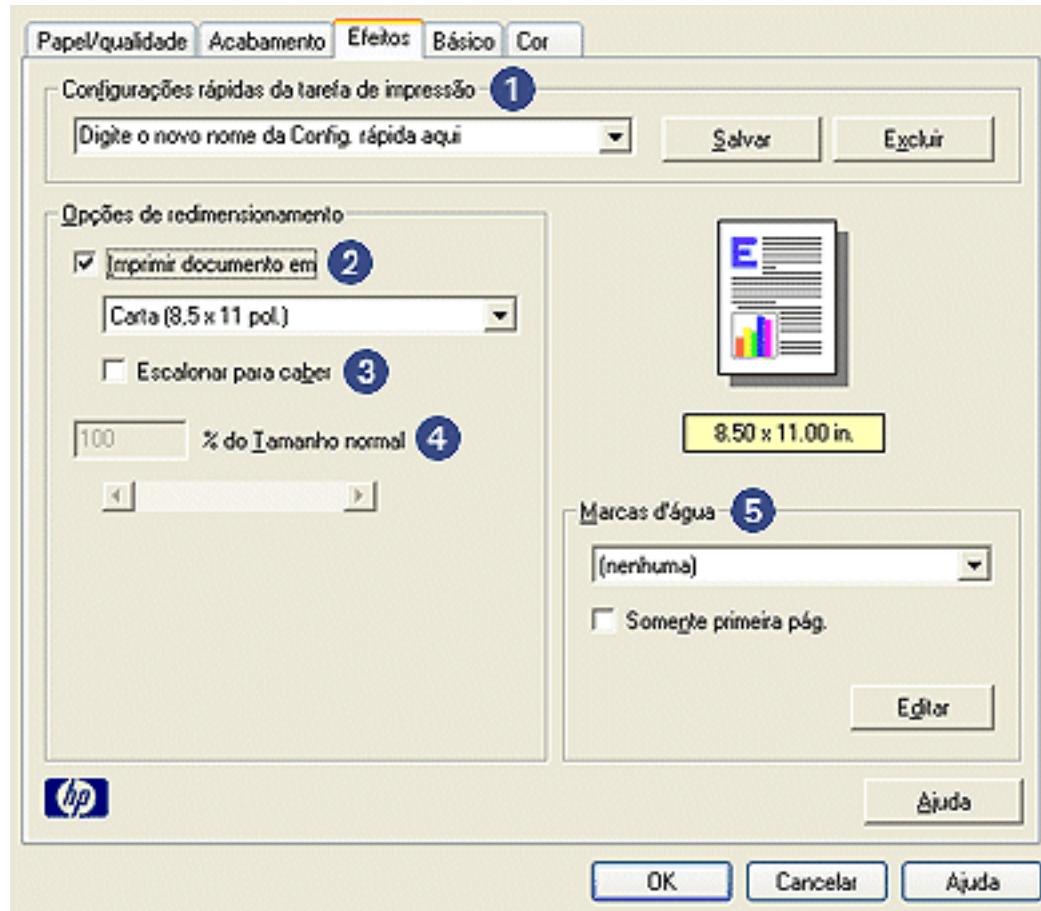 Papel/qualidade Acabamento Efeitos Básico Cor
Configurações rápidas da tarefa de impressão 1
Digite o novo nome da Config. rápida aqui Salvar Excluir
Opções de redimensionamento
Imprimir documento em 2
Carta (8,5 x 11 pol.)
Escalonar para caber 3
100 % do Tamanho normal 4
E
8.50 x 11.00 in.
Marcas d'água 5
(nenhuma)
Somente primeira pág.
Editar
hp
Ajuda
OK Cancelar Ajuda